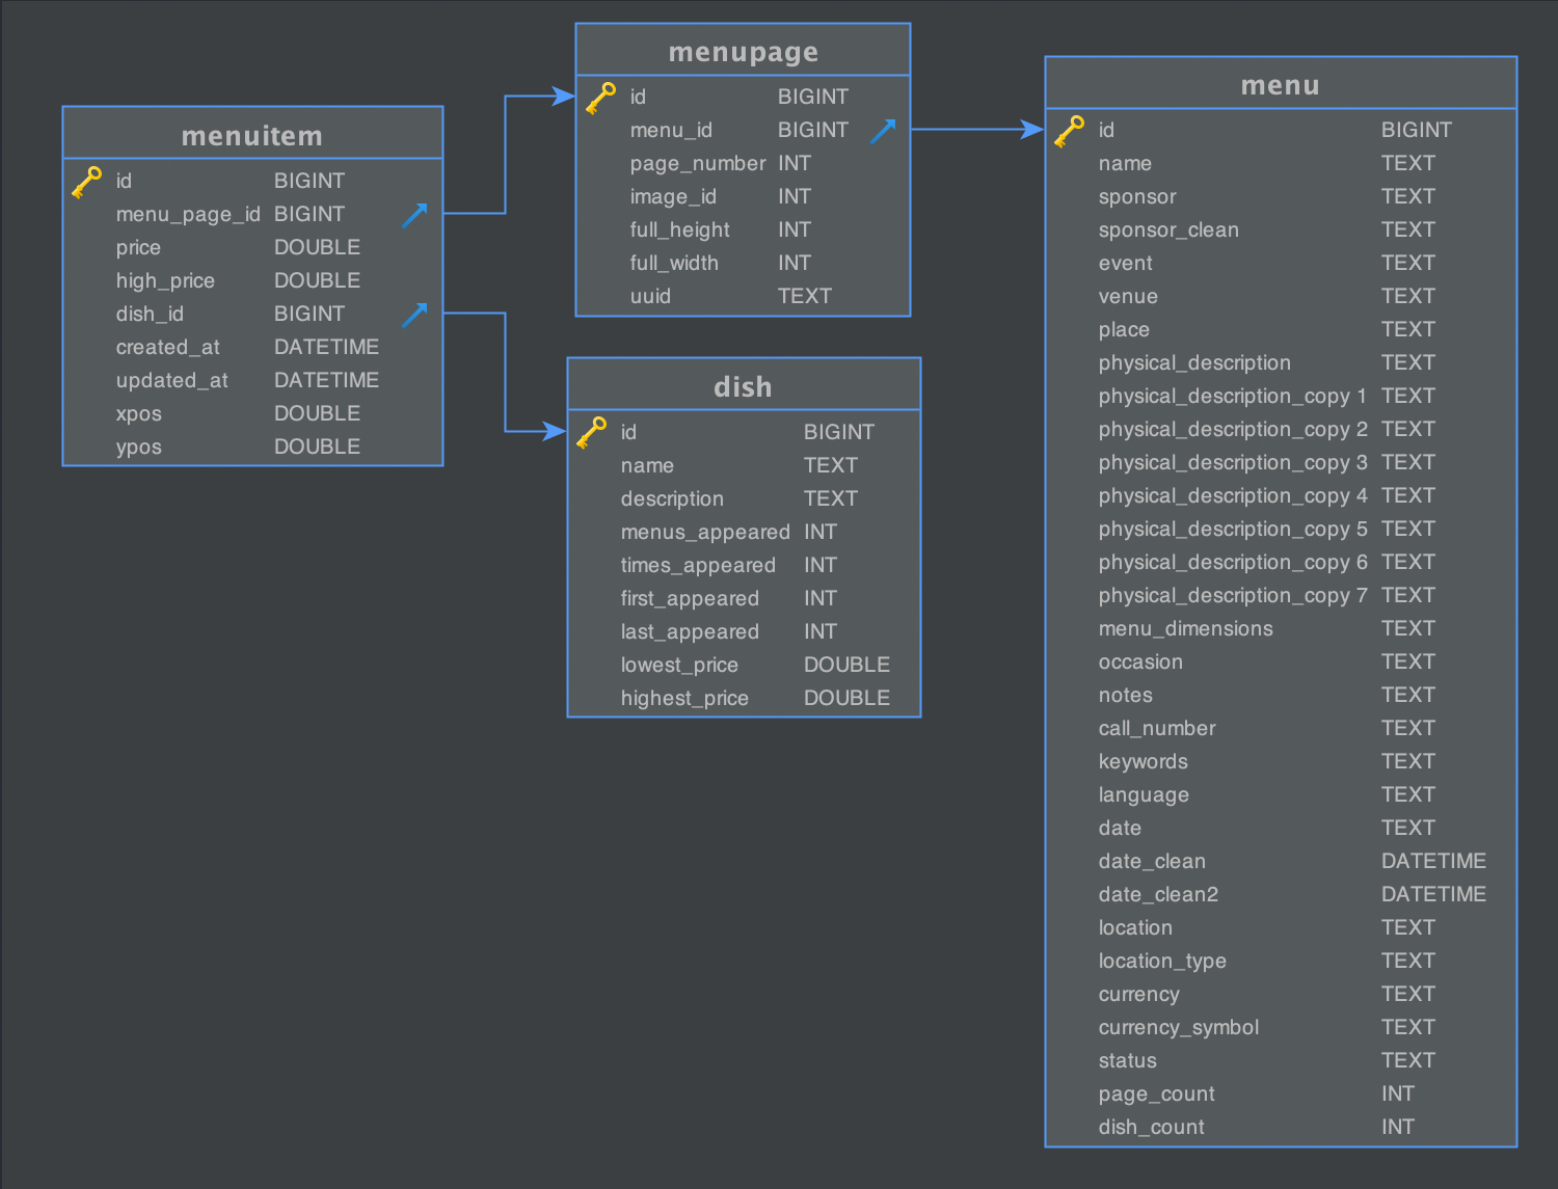 menuitem
id BIGINT
menu_page_id BIGINT
price DOUBLE
high_price DOUBLE
dish_id BIGINT
created_at DATETIME
updated_at DATETIME
xpos DOUBLE
ypos DOUBLE
menupage
id BIGINT
menu_id BIGINT
page_number INT
image_id INT
full_height INT
full_width INT
uuid TEXT
dish
id BIGINT
name TEXT
description TEXT
menus_appeared INT
times_appeared INT
first_appeared INT
last_appeared INT
lowest_price DOUBLE
highest_price DOUBLE
menu
id BIGINT
name TEXT
sponsor TEXT
sponsor_clean TEXT
event TEXT
venue TEXT
place TEXT
physical_description TEXT
physical_description_copy 1 TEXT
physical_description_copy 2 TEXT
physical_description_copy 3 TEXT
physical_description_copy 4 TEXT
physical_description_copy 5 TEXT
physical_description_copy 6 TEXT
physical_description_copy 7 TEXT
menu_dimensions TEXT
occasion TEXT
notes TEXT
call_number TEXT
keywords TEXT
language TEXT
date TEXT
date_clean DATETIME
date_clean2 DATETIME
location TEXT
location_type TEXT
currency TEXT
currency_symbol TEXT
status TEXT
page_count INT
dish_count INT